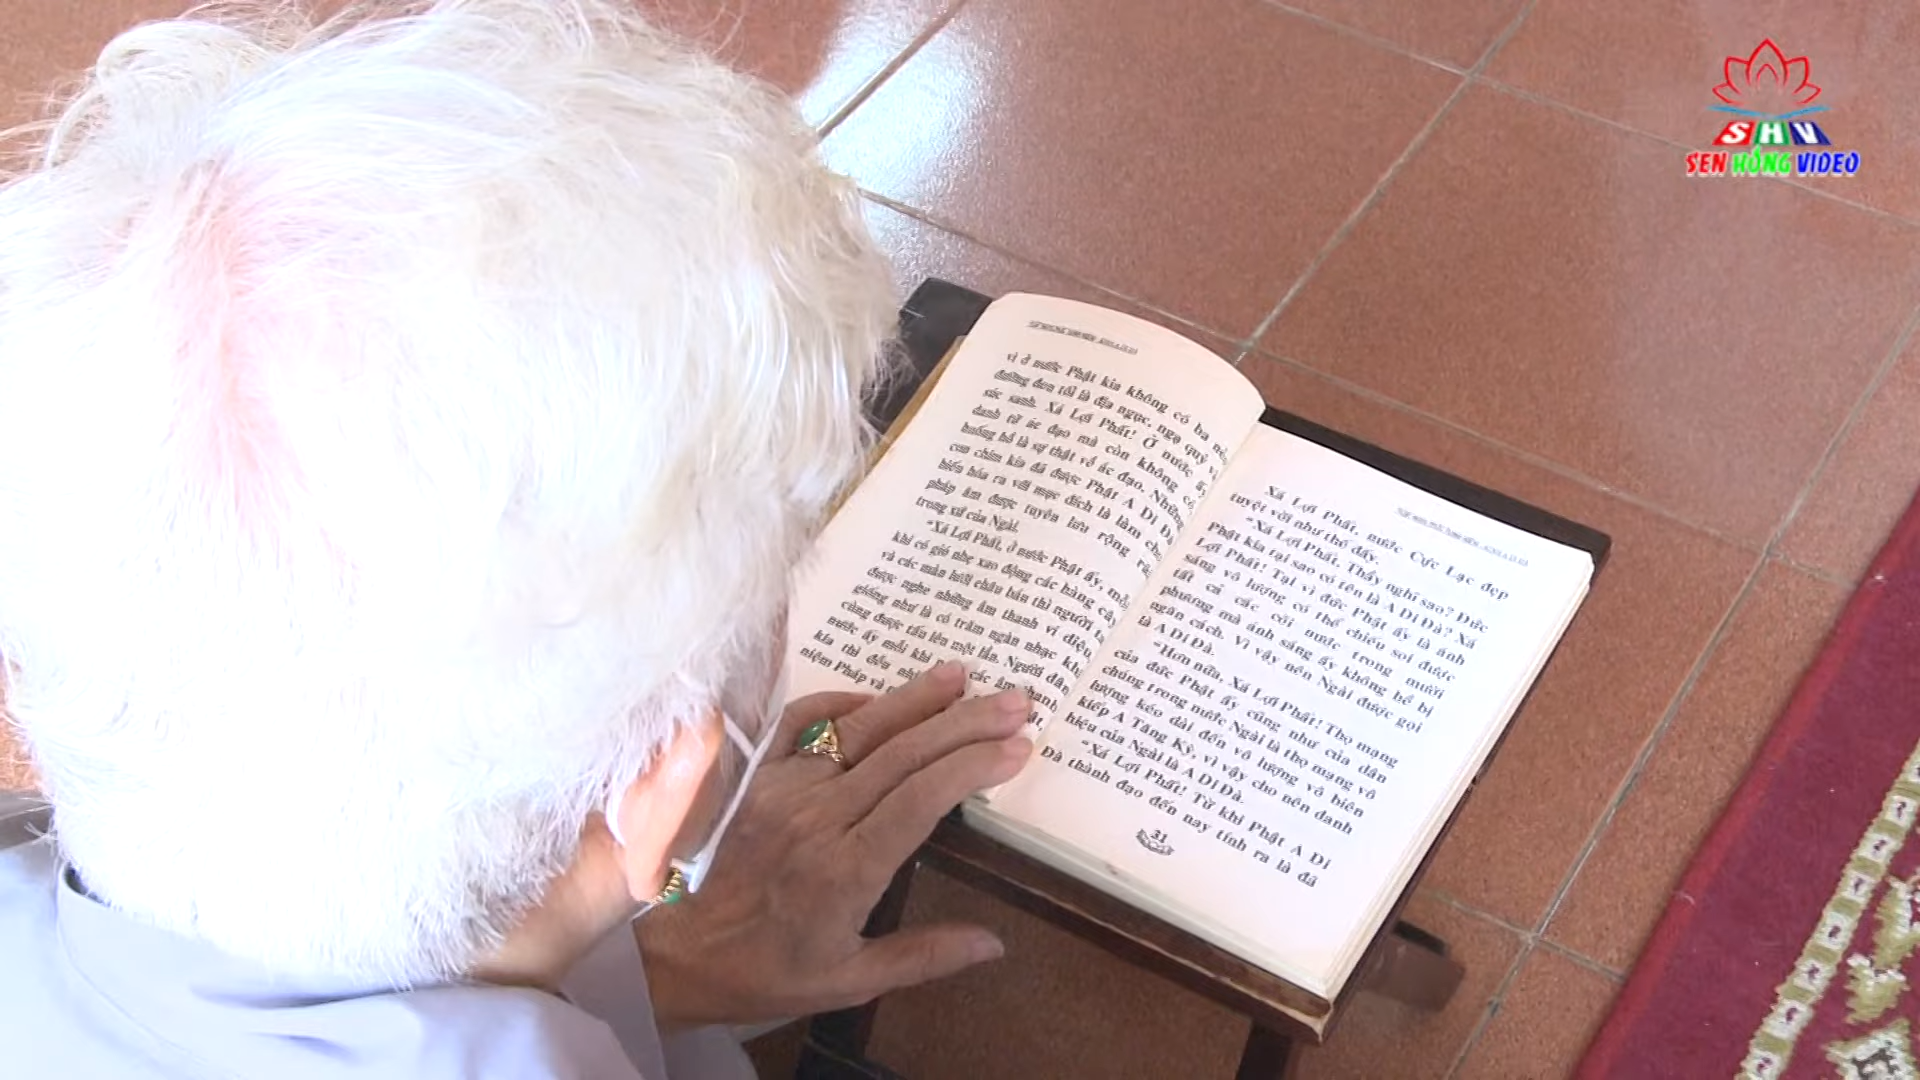 SHV
SEN HỒNG VIDEO
vì ở nước Phật kia không có ba nẻo
đường đen tối là địa ngục, ngạ quỷ và
súc sanh. Xá Lợi Phất! Ở nước ấy
danh từ ác đạo mà còn không có,
huống hồ là sự thật về ác đạo. Những
con chim kia đã được Phật A Di Đà
biến hóa ra với mục đích là làm cho
pháp âm được tuyên lưu rộng rãi
trong xứ của Ngài.
"Xá Lợi Phất, ở nước Phật ấy, mỗi
khi có gió nhẹ xao động các hàng cây
và các màn lưới châu báu thì người ta
được nghe những âm thanh vi diệu,
giống như là có trăm ngàn nhạc khí
cùng được tấu lên một lần. Người dân
nước ấy mỗi khi các âm thanh
kia thì đều
niệm Pháp và
Xá Lợi Phất, nước Cực Lạc đẹp
tuyệt vời như thế đấy.
"Xá Lợi Phất. Thầy nghĩ sao? Đức
Phật kia tại sao có tên là A Di Đà? Xá
Lợi Phất! Tại vì đức Phật ấy là ánh
sáng vô lượng có thể chiếu soi được
tất cả các cõi nước trong mười
phương mà ánh sáng ấy không hề bị
ngăn cách. Vì vậy nên Ngài được gọi
là A Di Đà.
"Hơn nữa, Xá Lợi Phất! Thọ mạng
của đức Phật ấy cũng như của dân
chúng trong nước Ngài là thọ mạng vô
lượng kéo dài đến vô lượng vô biên
kiếp A Tăng Kỳ, vì vậy cho nên danh
hiệu của Ngài là A Di Đà.
"Xá Lợi Phất! Từ khi Phật A Di
Đà thành đạo đến nay tính ra là đã
31